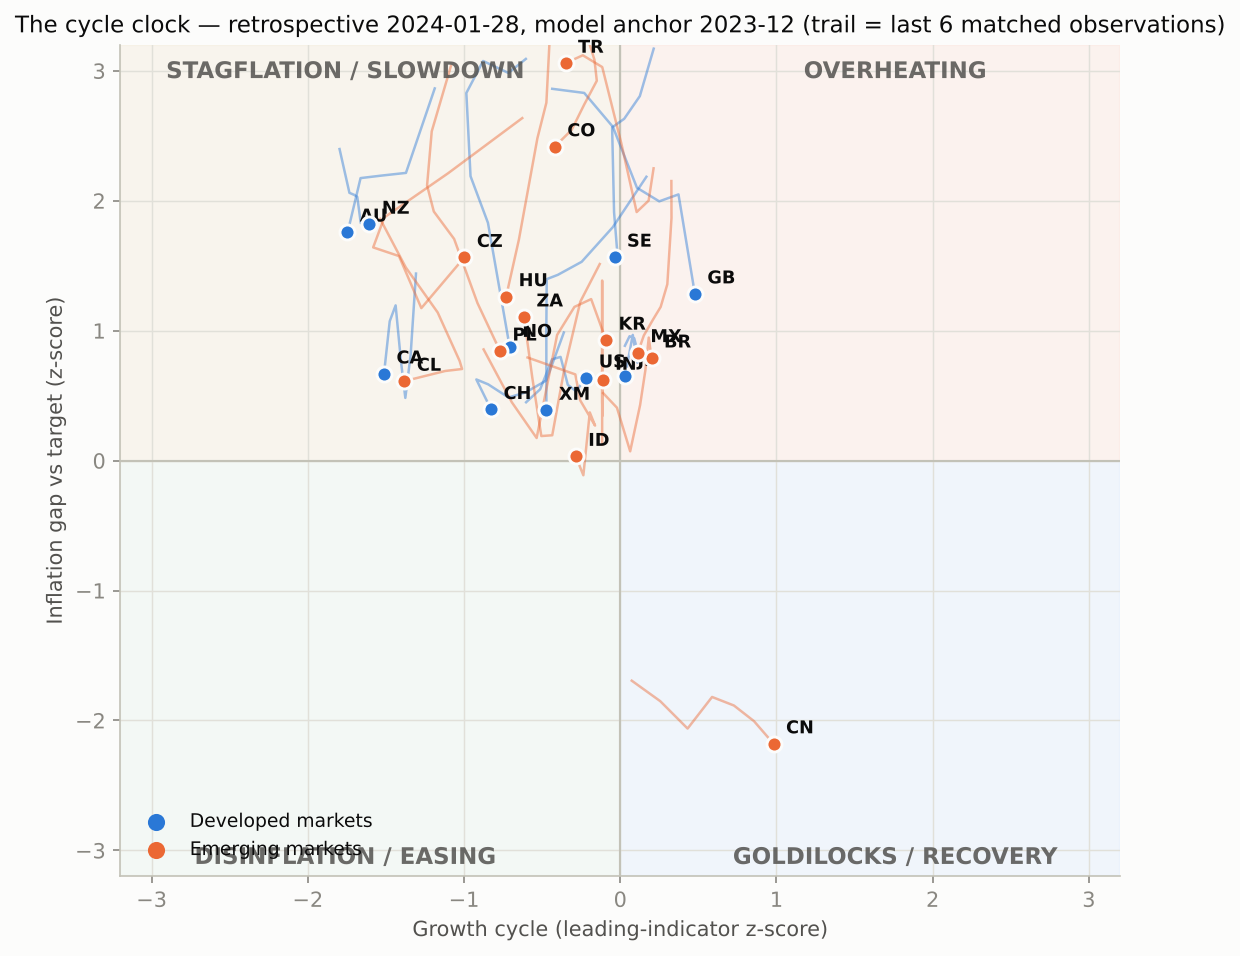 The cycle clock — retrospective 2024-01-28, model anchor 2023-12 (trail = last 6 matched observations)
STAGFLATION / SLOWDOWN
OVERHEATING
TR
CO
AU
NZ
CZ
SE
GB
HU
ZA
KR
PL
NO
MX
BR
US
IN
CA
CL
CH
XM
ID
CN
Developed markets
Emerging markets
DISINFLATION / EASING
GOLDILOCKS / RECOVERY
3
2
1
0
−1
−2
−3
−3
−2
−1
0
1
2
3
Inflation gap vs target (z-score)
Growth cycle (leading-indicator z-score)